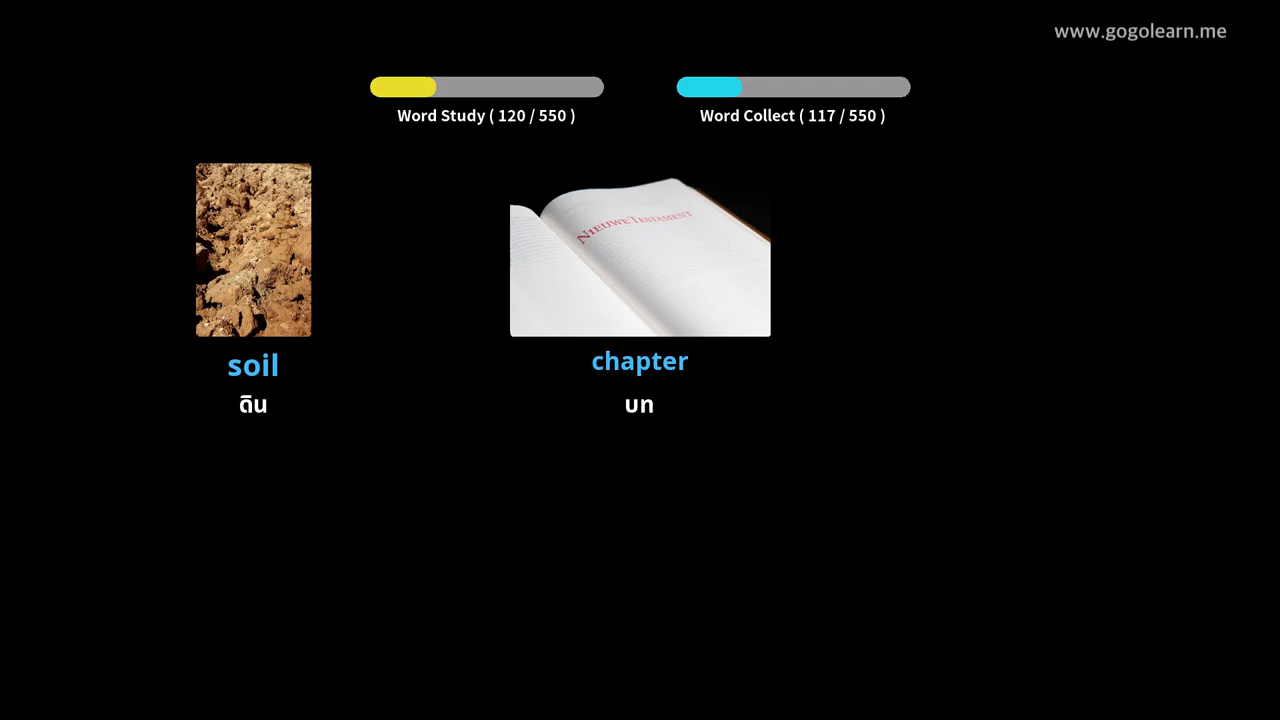 www.gogolearn.me
Word Study ( 120 / 550 )
Word Collect ( 117 / 550 )
NIEUWE TESTAMENT
soil
ดิน
chapter
บท